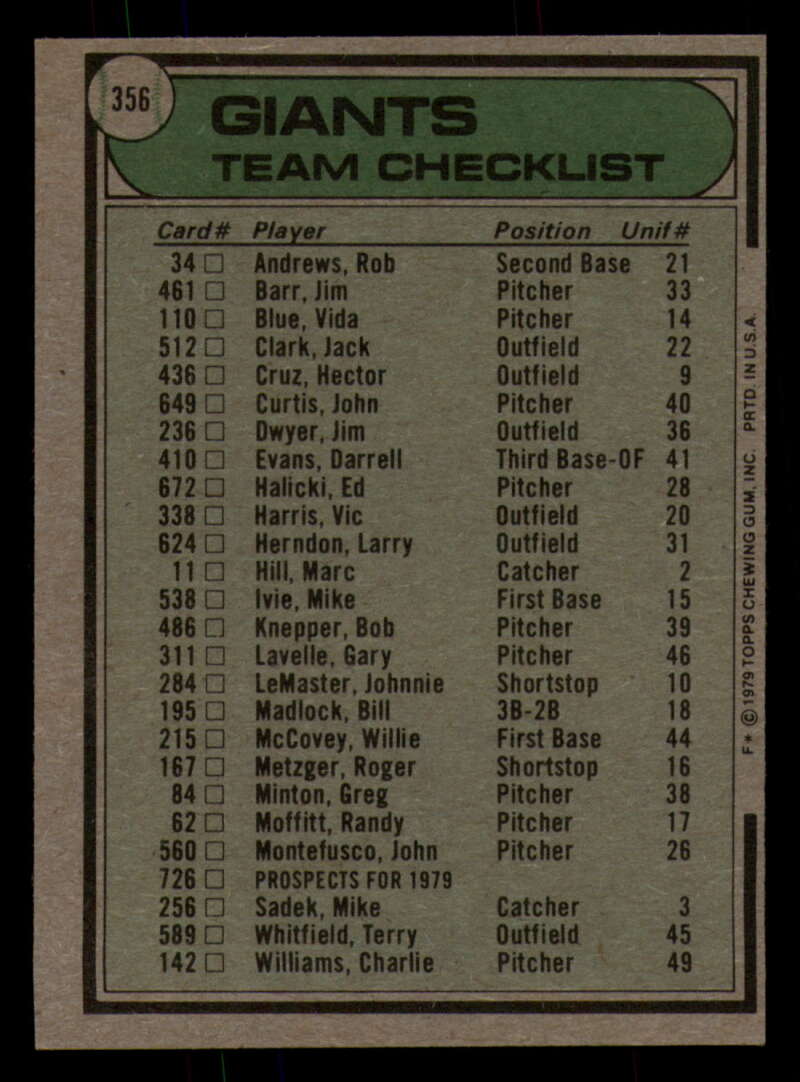 356
GIANTS
TEAM CHECKLIST
Card# Player Position Unif#
34 □ Andrews, Rob Second Base 21
461 □ Barr, Jim Pitcher 33
110 □ Blue, Vida Pitcher 14
512 □ Clark, Jack Outfield 22
436 □ Cruz, Hector Outfield 9
649 □ Curtis, John Pitcher 40
236 □ Dwyer, Jim Outfield 36
410 □ Evans, Darrell Third Base-OF 41
672 □ Halicki, Ed Pitcher 28
338 □ Harris, Vic Outfield 20
624 □ Herndon, Larry Outfield 31
11 □ Hill, Marc Catcher 2
538 □ Ivie, Mike First Base 15
486 □ Knepper, Bob Pitcher 39
311 □ Lavelle, Gary Pitcher 46
284 □ LeMaster, Johnnie Shortstop 10
195 □ Madlock, Bill 3B-2B 18
215 □ McCovey, Willie First Base 44
167 □ Metzger, Roger Shortstop 16
84 □ Minton, Greg Pitcher 38
62 □ Moffitt, Randy Pitcher 17
560 □ Montefusco, John Pitcher 26
726 □ PROSPECTS FOR 1979
256 □ Sadek, Mike Catcher 3
589 □ Whitfield, Terry Outfield 45
142 □ Williams, Charlie Pitcher 49
F* © 1979 TOPPS CHEWING GUM, INC. PRTD. IN U.S.A.